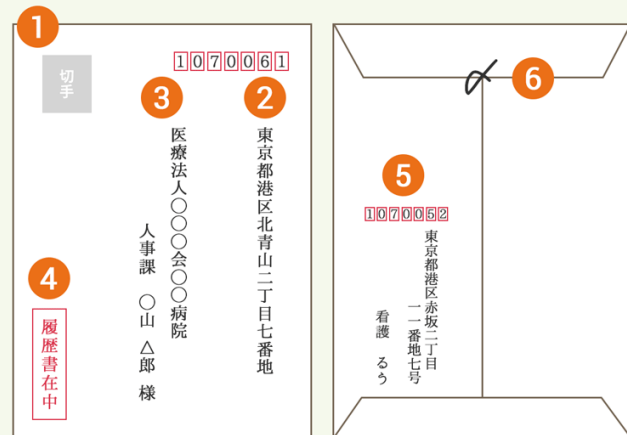 1
切手
1070061
3
2
東京都港区北青山二丁目七番地
医療法人〇〇〇会〇〇病院
人事課 〇山 △郎 様
4
履歴書在中
6
〆
5
1070052
東京都港区赤坂二丁目
一一番地七号
看護 るう